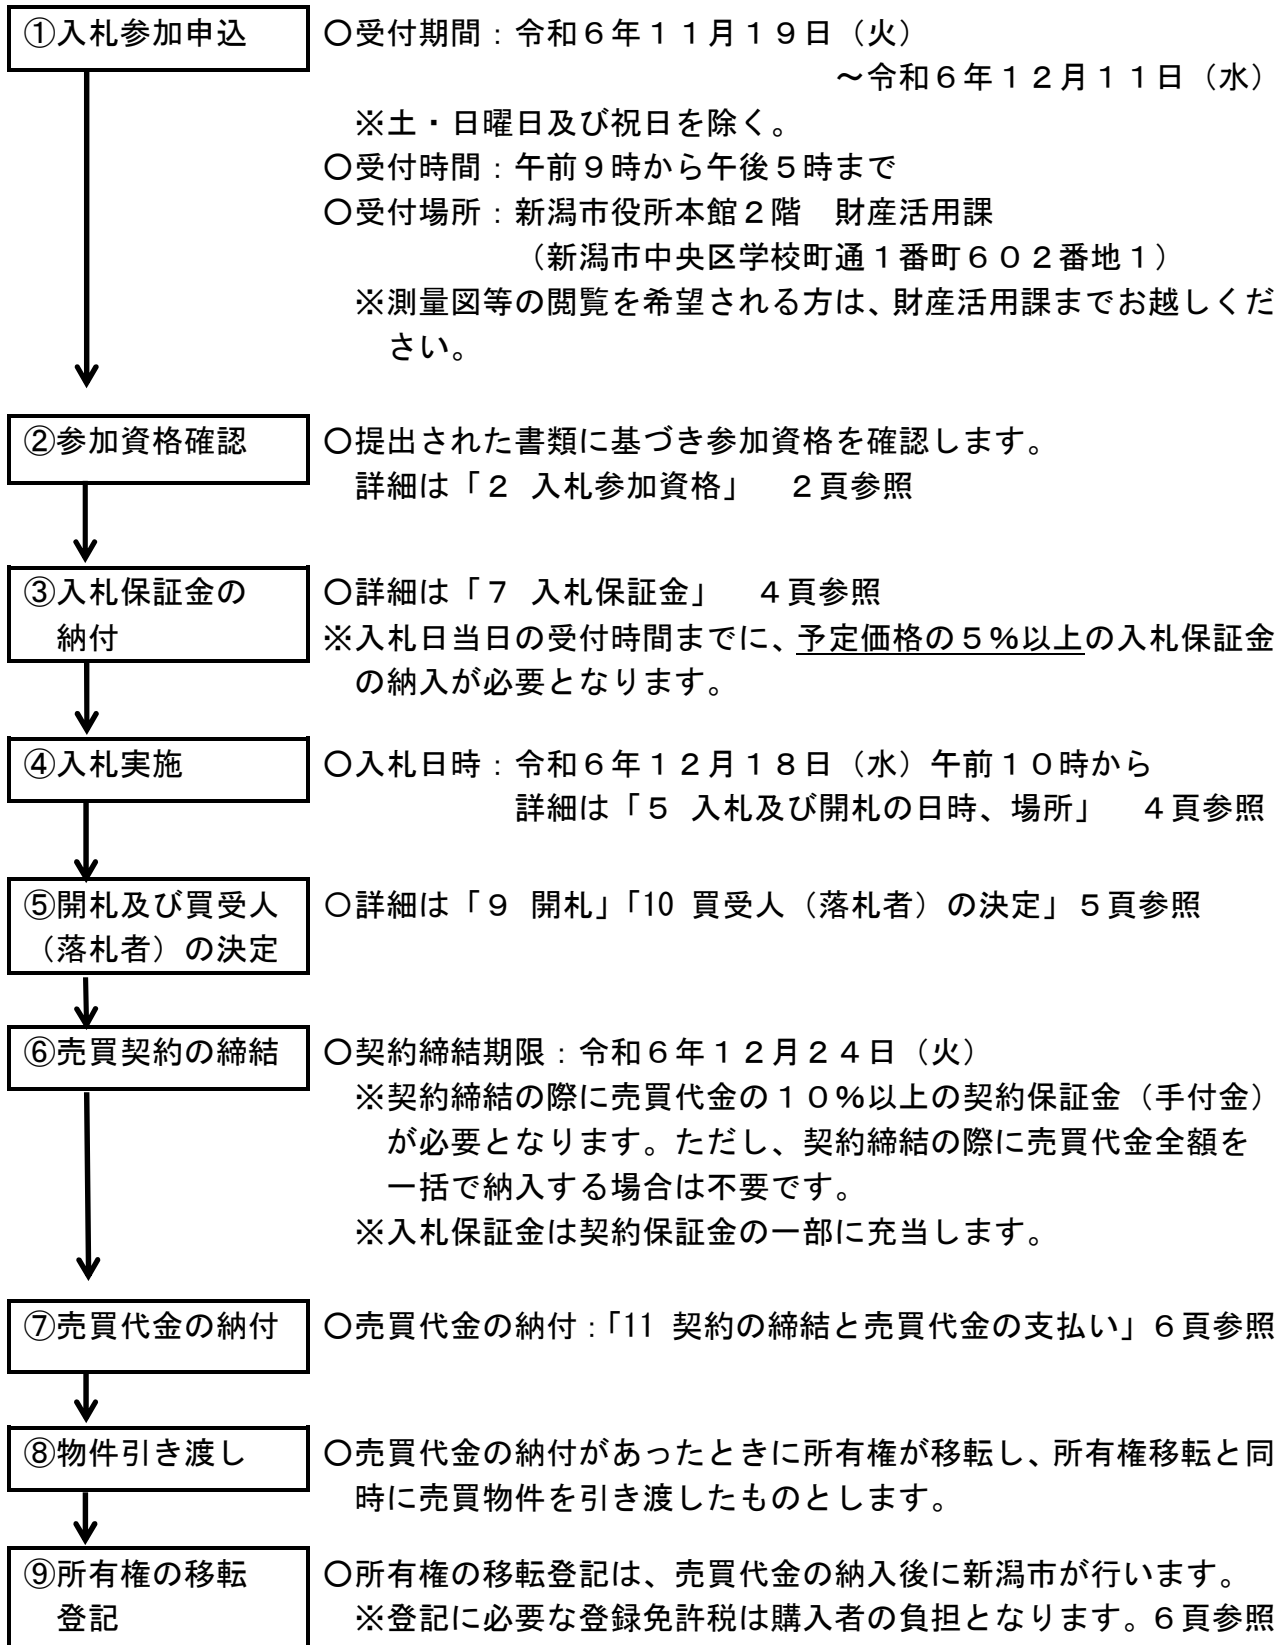 ①入札参加申込
〇受付期間：令和６年１１月１９日（火）
～令和６年１２月１１日（水）
※土・日曜日及び祝日を除く。
〇受付時間：午前９時から午後５時まで
〇受付場所：新潟市役所本館２階　財産活用課
（新潟市中央区学校町通１番町６０２番地１）
※測量図等の閲覧を希望される方は、財産活用課までお越しくだ
さい。
②参加資格確認
〇提出された書類に基づき参加資格を確認します。
詳細は「２ 入札参加資格」　２頁参照
③入札保証金の
納付
〇詳細は「７ 入札保証金」　４頁参照
※入札日当日の受付時間までに、予定価格の５％以上の入札保証金
の納入が必要となります。
④入札実施
〇入札日時：令和６年１２月１８日（水）午前１０時から
詳細は「５ 入札及び開札の日時、場所」　４頁参照
⑤開札及び買受人
（落札者）の決定
〇詳細は「９ 開札」「10 買受人（落札者）の決定」５頁参照
⑥売買契約の締結
〇契約締結期限：令和６年１２月２４日（火）
※契約締結の際に売買代金の１０％以上の契約保証金（手付金）
が必要となります。ただし、契約締結の際に売買代金全額を
一括で納入する場合は不要です。
※入札保証金は契約保証金の一部に充当します。
⑦売買代金の納付
〇売買代金の納付：「11 契約の締結と売買代金の支払い」６頁参照
⑧物件引き渡し
〇売買代金の納付があったときに所有権が移転し、所有権移転と同
時に売買物件を引き渡したものとします。
⑨所有権の移転
登記
〇所有権の移転登記は、売買代金の納入後に新潟市が行います。
※登記に必要な登録免許税は購入者の負担となります。６頁参照